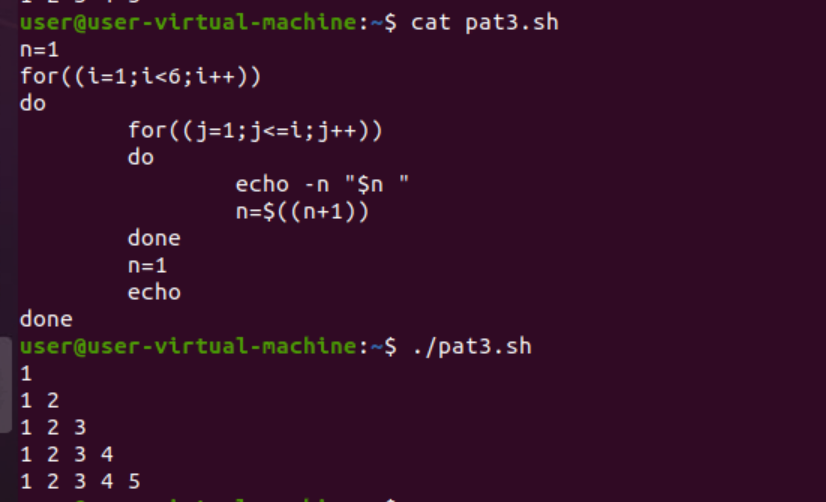 user@user-virtual-machine:~$ cat pat3.sh
n=1
for((i=1;i<6;i++))
do
        for((j=1;j<=i;j++))
        do
                echo -n "$n "
                n=$((n+1))
        done
        n=1
        echo
done
user@user-virtual-machine:~$ ./pat3.sh
1
1 2
1 2 3
1 2 3 4
1 2 3 4 5